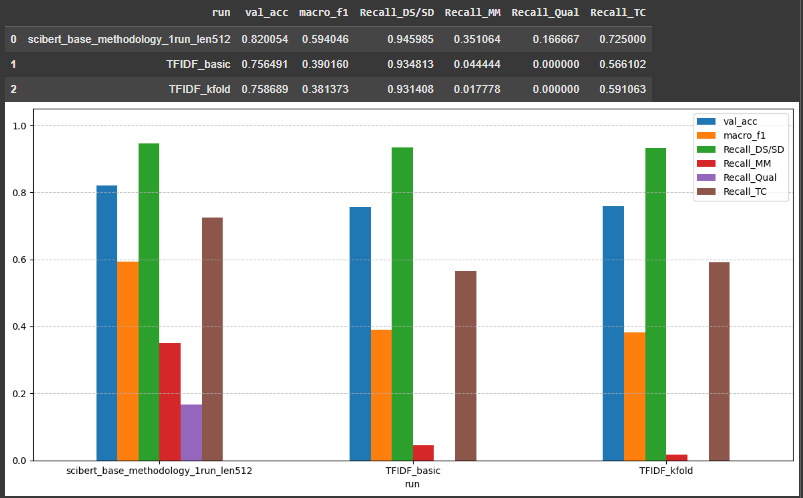 run val_acc macro_f1 Recall_DS/SD Recall_MM Recall_Qual Recall_TC
0 scibert_base_methodology_1run_len512 0.820054 0.594046 0.945985 0.351064 0.166667 0.725000
1 TFIDF_basic 0.756491 0.390160 0.934813 0.044444 0.000000 0.566102
2 TFIDF_kfold 0.758689 0.381373 0.931408 0.017778 0.000000 0.591063
1.0
0.8
0.6
0.4
0.2
0.0
val_acc
macro_f1
Recall_DS/SD
Recall_MM
Recall_Qual
Recall_TC
scibert_base_methodology_1run_len512 TFIDF_basic TFIDF_kfold
run